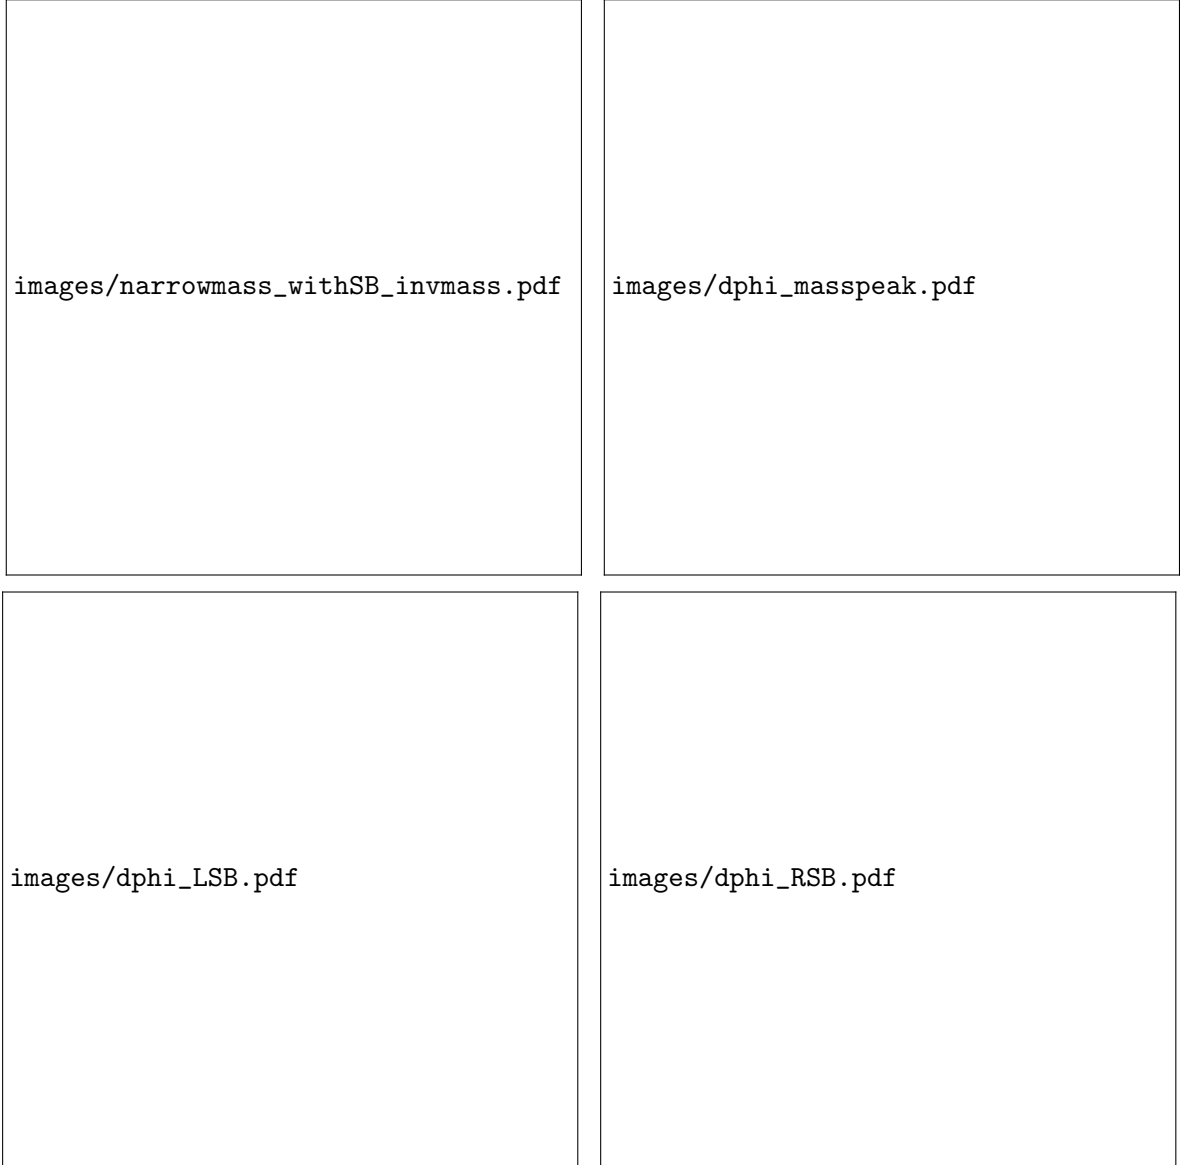 images/narrowmass_withSB_invmass.pdf
images/dphi_masspeak.pdf
images/dphi_LSB.pdf
images/dphi_RSB.pdf